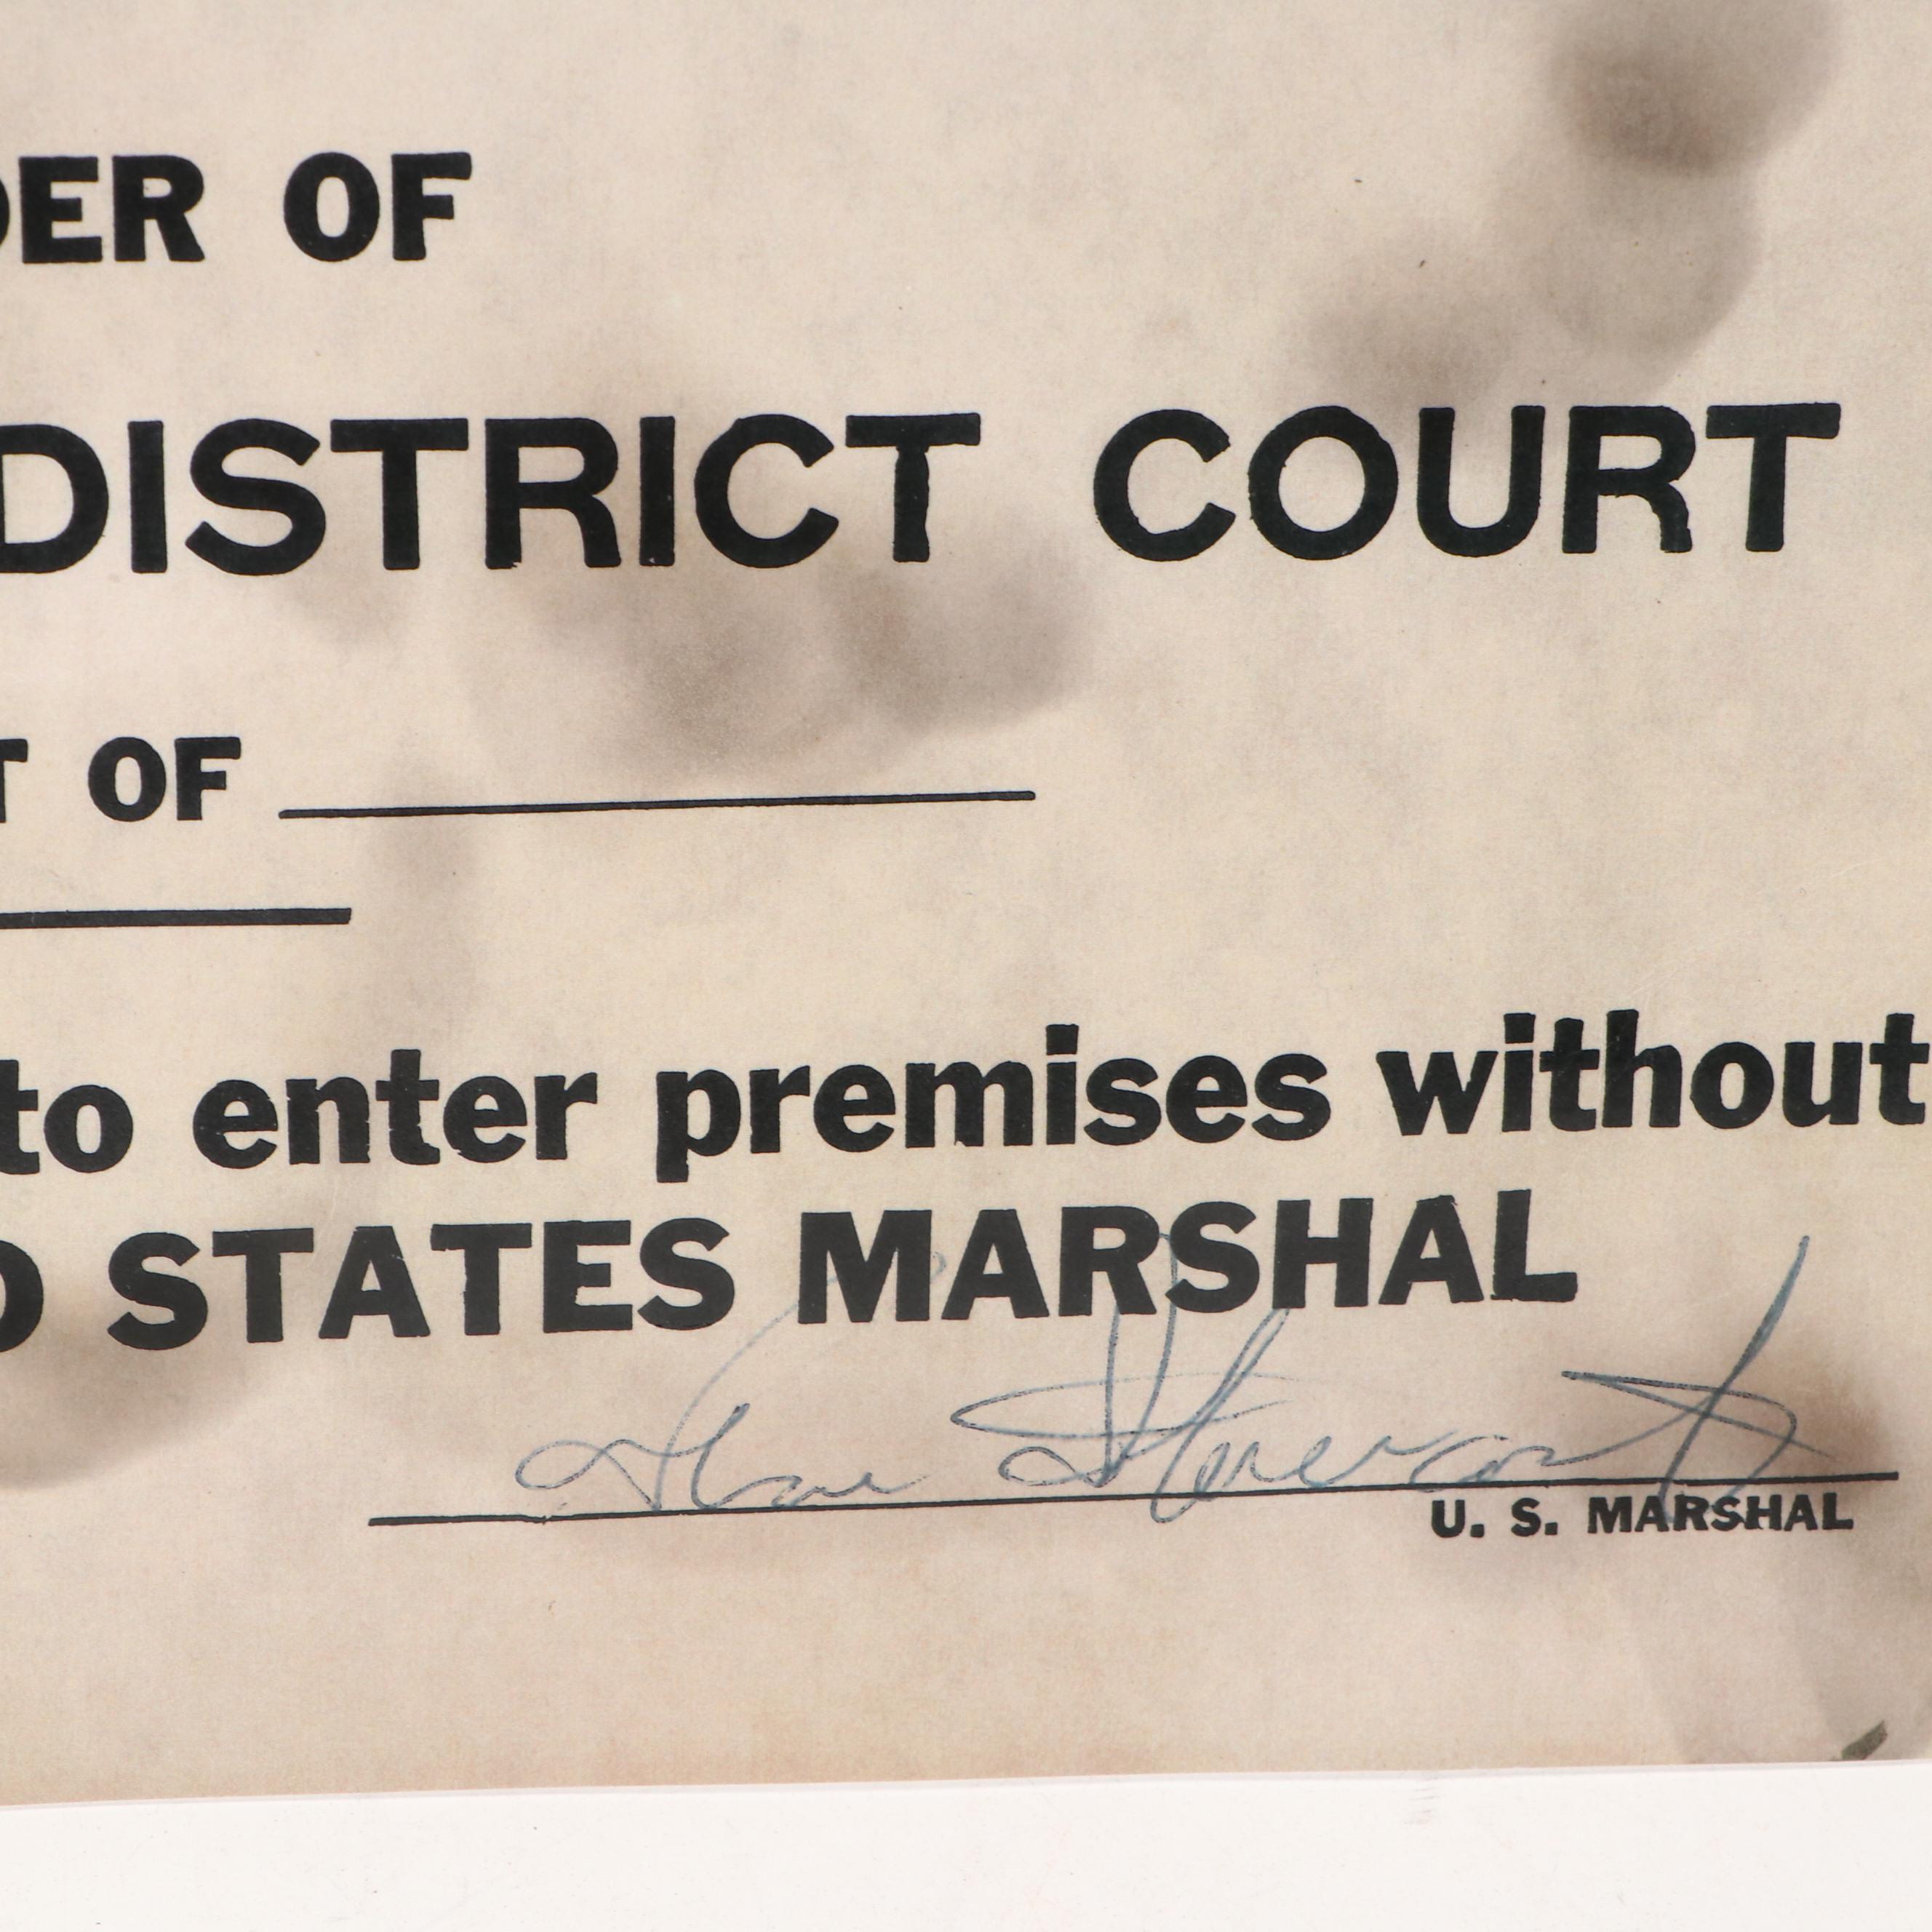 DER OF
DISTRICT COURT
T OF
to enter premises without
D STATES MARSHAL
U. S. MARSHAL